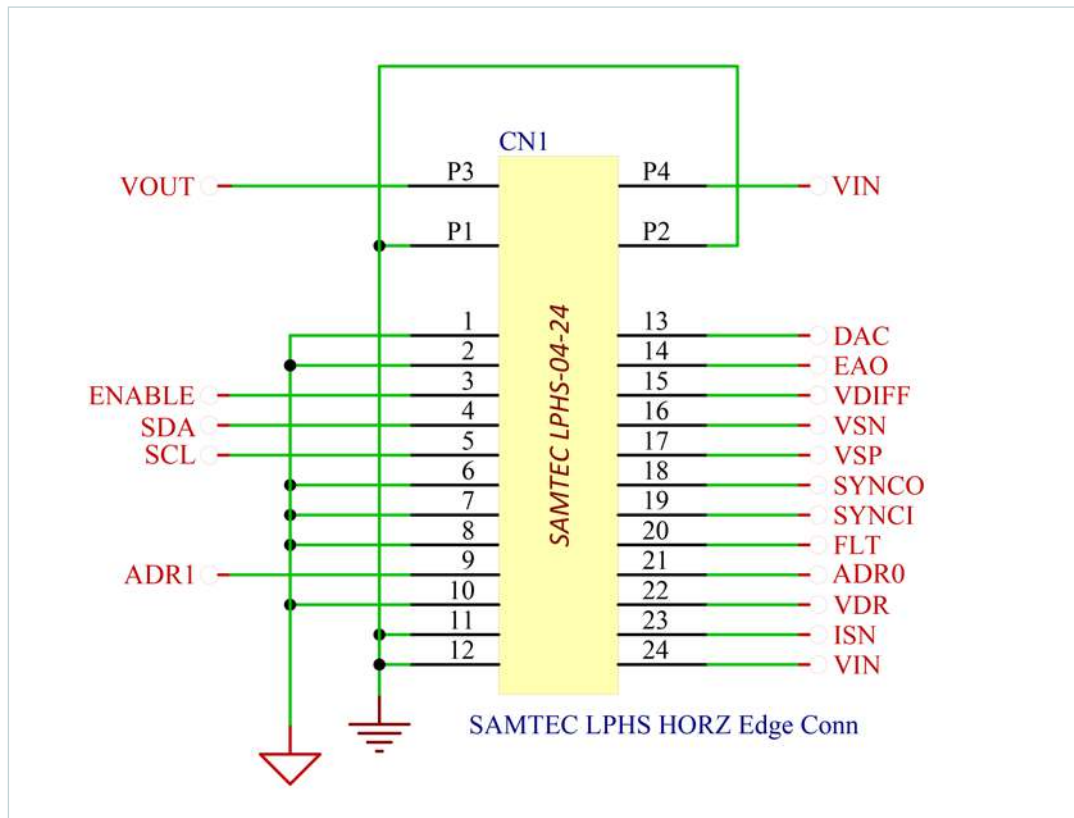 CN1
VOUT P3 P4 VIN
P1 P2
1 13 DAC
2 14 EAO
ENABLE 3 15 VDIFF
SDA 4 16 VSN
SCL 5 17 VSP
6 18 SYNCO
7 19 SYNCI
8 20 FLT
ADR1 9 21 ADR0
10 22 VDR
11 23 ISN
12 24 VIN
SAMTEC LPHS-04-24
SAMTEC LPHS HORZ Edge Conn